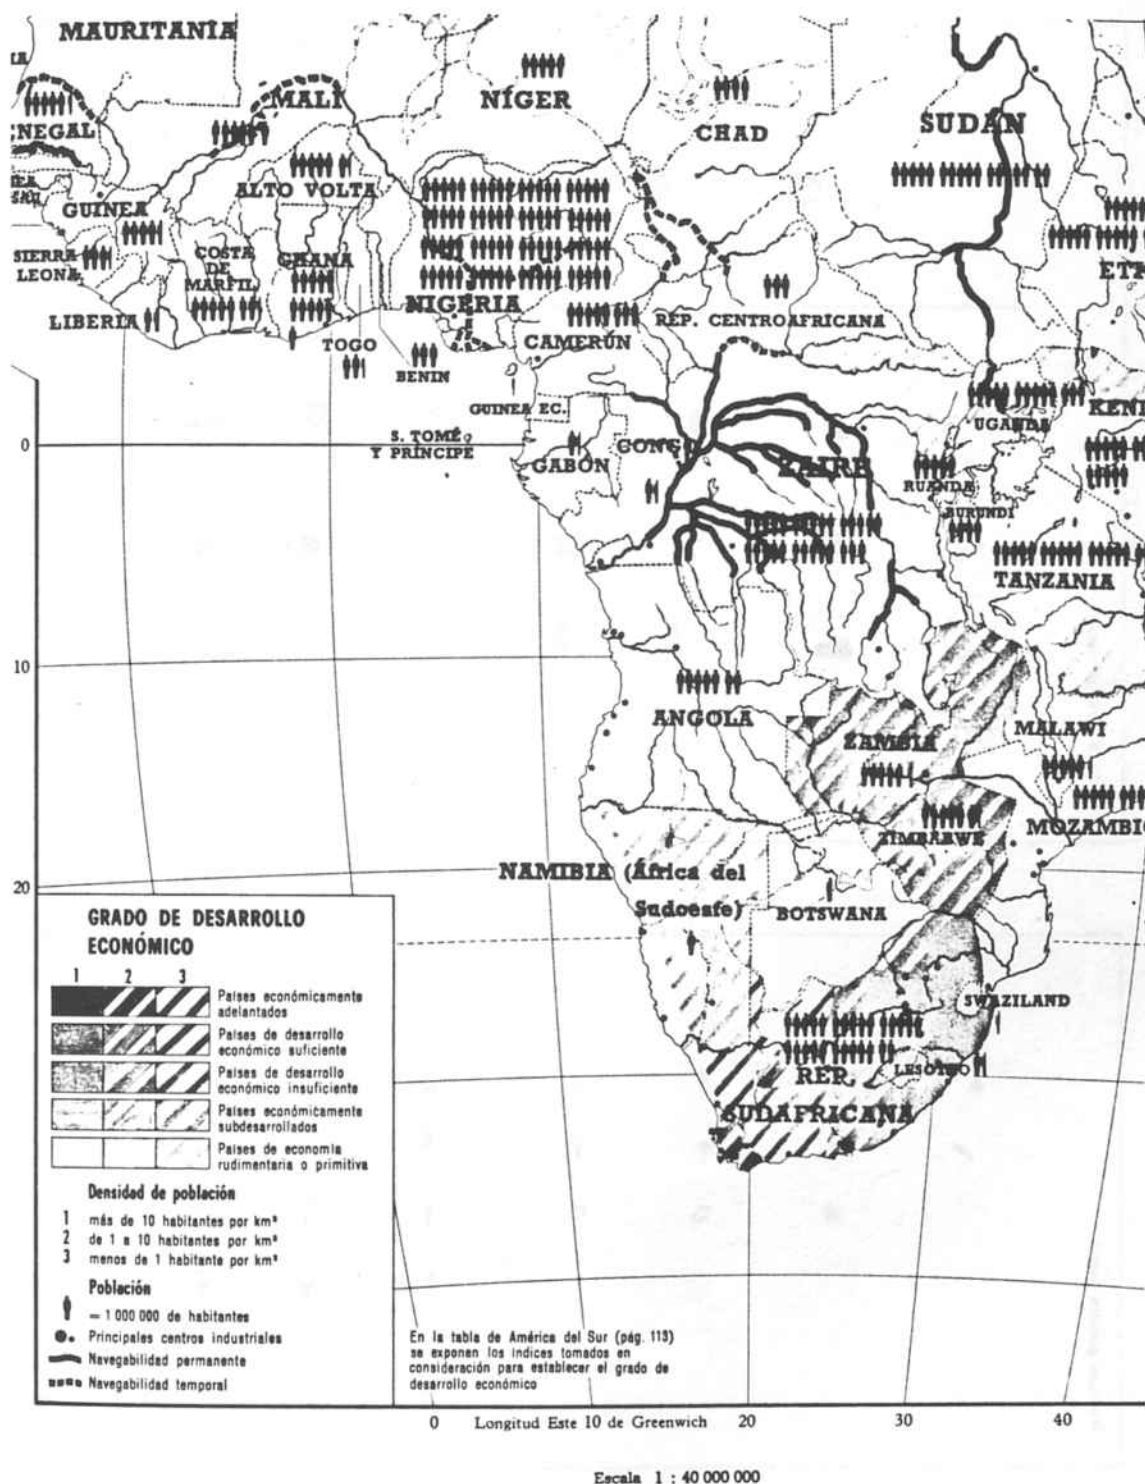 MAURITANIA
MALI
NÍGER
CHAD
SUDÁN
ENEGAL
ALTO VOLTA
GUINEA
SIERRA
LEONA
COSTA
DE
MARFIL
GHANA
NIGERIA
LIBERIA
TOGO
BENIN
CAMERÚN
REP. CENTROAFRICANA
ETI
GUINEA EC.
S. TOMÉ
Y PRÍNCIPE
GABÓN
CONGO
ZAIRE
UGANDA
KENI
RUANDA
BURUNDI
TANZANIA
0
10
20
ANGOLA
ZAMBIA
MALAWI
ZIMBABWE
MOZAMBIC
NAMIBIA (África del
Sudoeste)
BOTSWANA
SWAZILAND
LESOTHO
REP.
SUDAFRICANA
GRADO DE DESARROLLO
ECONÓMICO
1 2 3
Países económicamente
adelantados
Países de desarrollo
económico suficiente
Países de desarrollo
económico insuficiente
Países económicamente
subdesarrollados
Países de economía
rudimentaria o primitiva
Densidad de población
1 más de 10 habitantes por km²
2 de 1 a 10 habitantes por km²
3 menos de 1 habitante por km²
Población
= 1 000 000 de habitantes
Principales centros industriales
Navegabilidad permanente
Navegabilidad temporal
En la tabla de América del Sur (pág. 113)
se exponen los índices tomados en
consideración para establecer el grado de
desarrollo económico
0 Longitud Este 10 de Greenwich 20 30 40
Escala 1 : 40 000 000